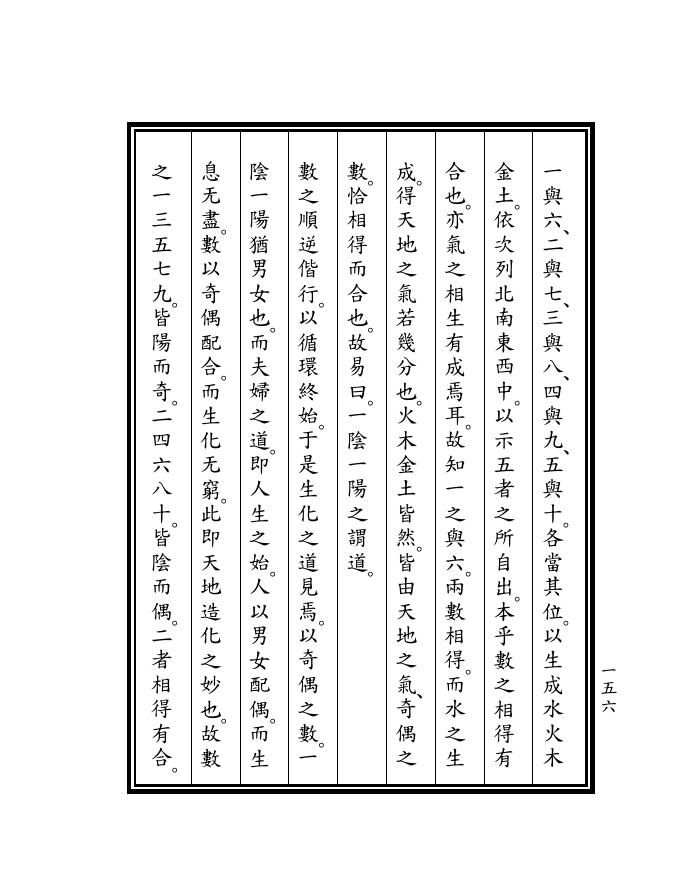 一與六、二與七、三與八、四與九、五與十。各當其位。以生成水火木
金土。依次列北南東西中。以示五者之所自出。本乎數之相得有
合也。亦氣之相生有成焉耳。故知一之與六。兩數相得。而水之生
成。得天地之氣若幾分也。火木金土皆然。皆由天地之氣、奇偶之
數。恰相得而合也。故易曰。一陰一陽之謂道。
數之順逆偕行。以循環終始。于是生化之道見焉。以奇偶之數。一
陰一陽猶男女也。而夫婦之道。即人生之始。人以男女配偶。而生
息无盡。數以奇偶配合。而生化无窮。此即天地造化之妙也。故數
之一三五七九。皆陽而奇。二四六八十。皆陰而偶。二者相得有合。
一五六